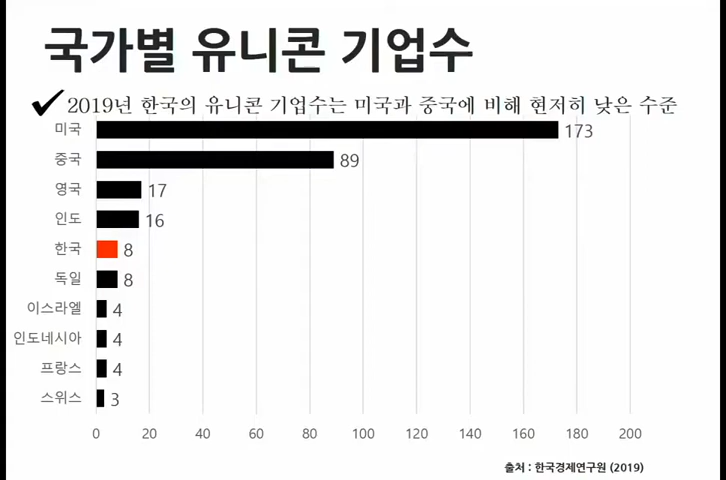 국가별 유니콘 기업수
✔2019년 한국의 유니콘 기업수는 미국과 중국에 비해 현저히 낮은 수준
미국 173
중국 89
영국 17
인도 16
한국 8
독일 8
이스라엘 4
인도네시아 4
프랑스 4
스위스 3
0 20 40 60 80 100 120 140 160 180 200
출처 : 한국경제연구원 (2019)